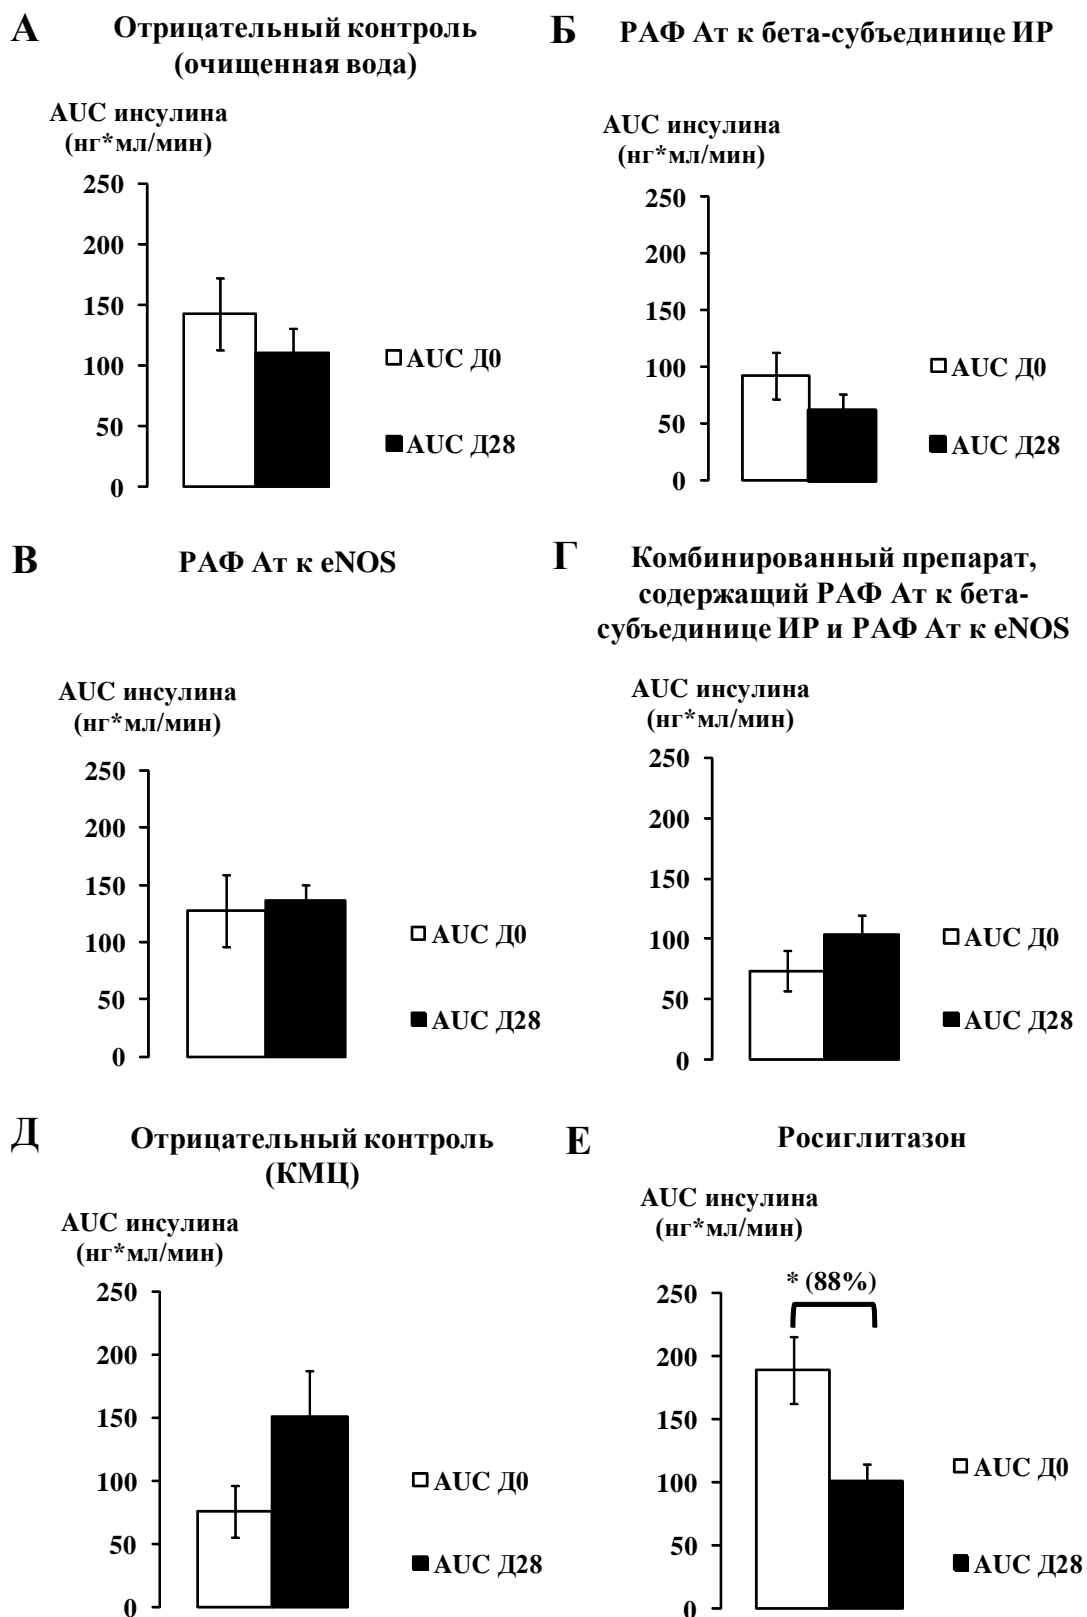 А
Отрицательный контроль
(очищенная вода)
AUC инсулина
(нг*мл/мин)
250
200
150
100
50
0
AUC Д0
AUC Д28
Б
РАФ Ат к бета-субъединице ИР
AUC инсулина
(нг*мл/мин)
250
200
150
100
50
0
AUC Д0
AUC Д28
В
РАФ Ат к eNOS
AUC инсулина
(нг*мл/мин)
250
200
150
100
50
0
AUC Д0
AUC Д28
Г
Комбинированный препарат,
содержащий РАФ Ат к бета-
субъединице ИР и РАФ Ат к eNOS
AUC инсулина
(нг*мл/мин)
250
200
150
100
50
0
AUC Д0
AUC Д28
Д
Отрицательный контроль
(КМЦ)
AUC инсулина
(нг*мл/мин)
250
200
150
100
50
0
AUC Д0
AUC Д28
Е
Росиглитазон
AUC инсулина
(нг*мл/мин)
* (88%)
250
200
150
100
50
0
AUC Д0
AUC Д28